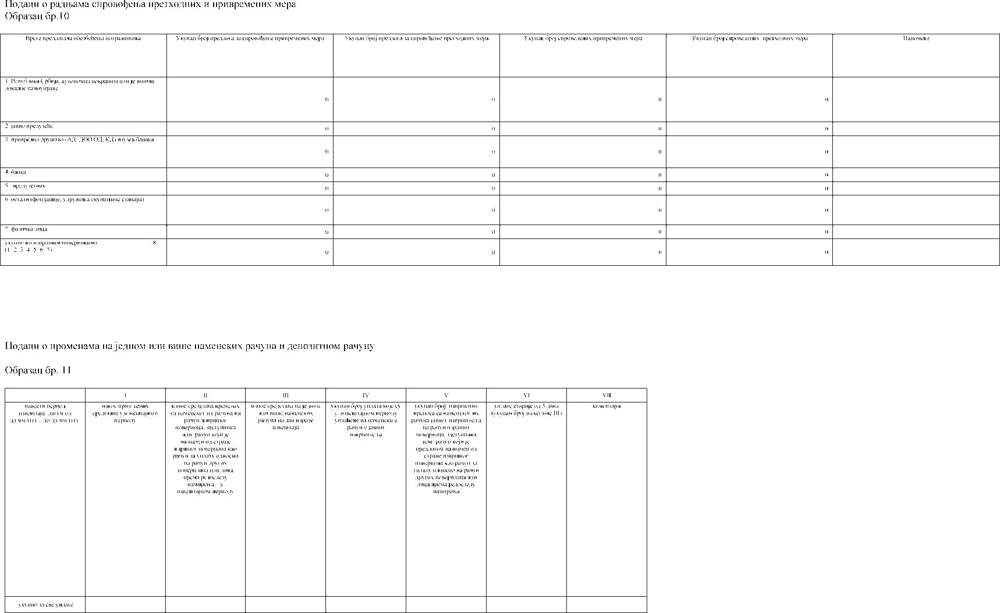 Подаци о радњама спровођења претходних и привремених мера
Образац бр.10
Врсте предлагача обезбеђења потраживања
Укупан број предлога за спровођење привремених мера
Укупан број предлога за спровођење претходних мера
Укупан број спроведених привремених мера
Укупан број спроведених претходних мера
Напомене
1. Република Србија, аутономна покрајина или јединица
локалне самоуправе
0 0 0 0
2. јавно предузеће
0 0 0 0
3. привредно друштво (АД, ДОО ОД, КД) изузев банака
0 0 0 0
4. банка
0 0 0 0
5. предузетник
0 0 0 0
6. остали (фондације, удружења скупштине станара)
0 0 0 0
7. физичка лица
0 0 0 0
укупно за извршним повериоцима 8
(1 2 3 4 5 6 7)
0 0 0 0
Подаци о променама на једном или више наменских рачуна и депозитном рачуну
Образац бр. 11
I II III IV V VI VII
навести период
извештаја датум од
дд.мм.гггг. до дд.мм.гггг
износ примљених
средстава у извештајном
периоду
износ средстава пренетих
са наменског/их рачуна на
рачун извршног
повериоца, заступника
или рачун који је
назначен од стране
извршног повериоца као
рачун за уплату односно
на рачун других
поверилаца или лица
према редоследу
намирења, у
извештајном периоду
износ средстава на једном
или више наменских
рачуна на дан израде
извештаја
укупан број уплата које су
у извештајном периоду
уплаћене на наменски/е
рачун/е јавног
извршитеља
укупан број извршених
преноса са наменског/их
рачуна јавног извршитеља
на рачун извршног
повериоца, заступника
или рачун који је
предлогом назначен од
стране извршног
повериоца као рачун за
уплату односно на рачун
других поверилаца или
лица према редоследу
намирења
уплате старије од 3 дана
(укупан број из колоне III)
коментари
укупно за све уплате